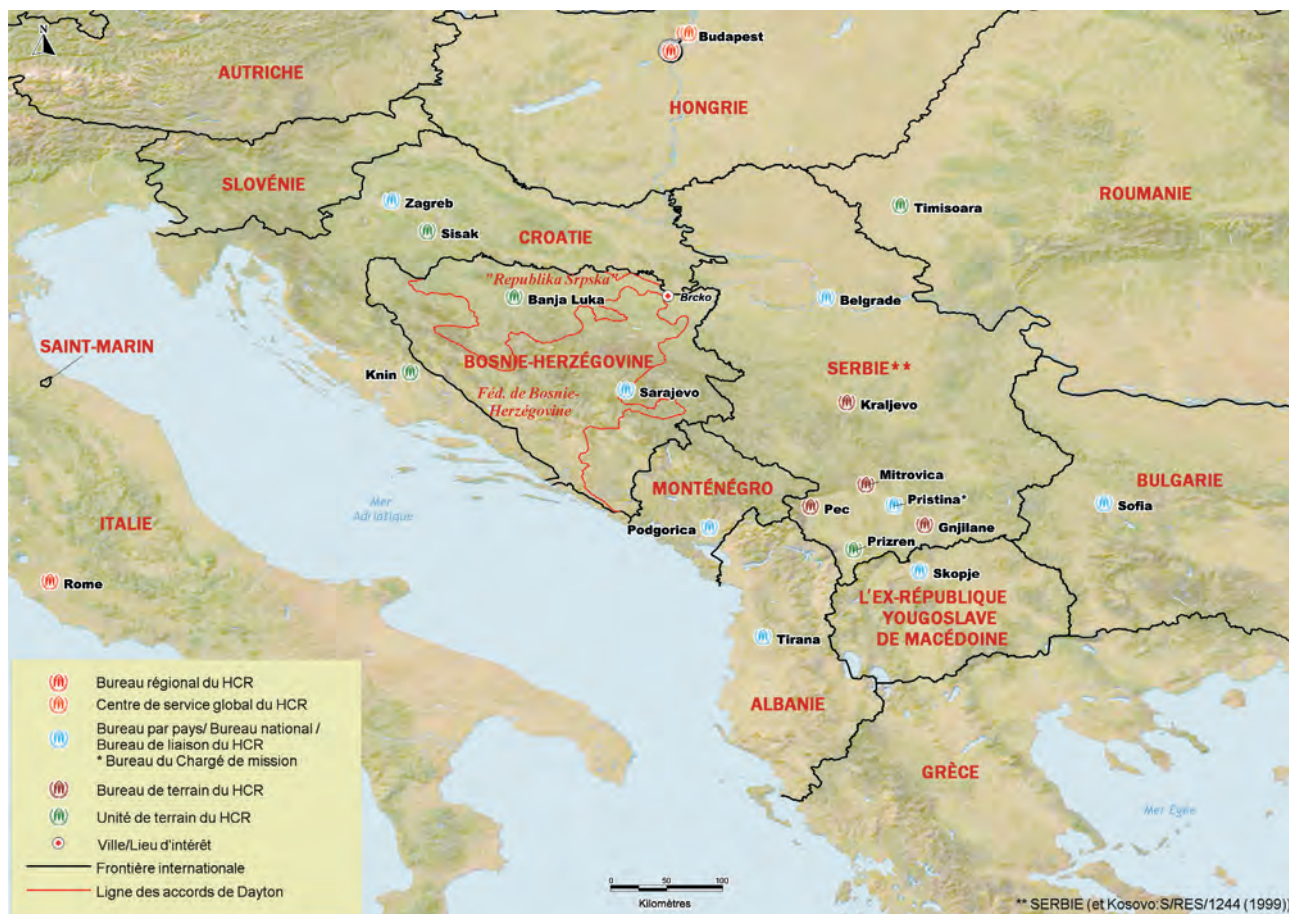 N
Budapest
AUTRICHE
HONGRIE
SLOVÉNIE
ROUMANIE
Zagreb
Timisoara
Sisak
CROATIE
"Republika Srpska"
Banja Luka
Brcko
Belgrade
SAINT-MARIN
BOSNIE-HERZÉGOVINE
SERBIE**
Knin
Féd. de Bosnie-
Herzégovine
Sarajevo
Kraljevo
Mitrovica
MONTÉNÉGRO
BULGARIE
Mer
Adriatique
Pec
Pristina*
Sofia
ITALIE
Podgorica
Gnjilane
Prizren
Rome
Skopje
L'EX-RÉPUBLIQUE
YOUGOSLAVE
DE MACÉDOINE
Tirana
ALBANIE
GRÈCE
Mer Egée
Bureau régional du HCR
Centre de service global du HCR
Bureau par pays/ Bureau national /
Bureau de liaison du HCR
* Bureau du Chargé de mission
Bureau de terrain du HCR
Unité de terrain du HCR
Ville/Lieu d'intérêt
Frontière internationale
Ligne des accords de Dayton
0 50 100
Kilomètres
** SERBIE (et Kosovo:S/RES/1244 (1999))